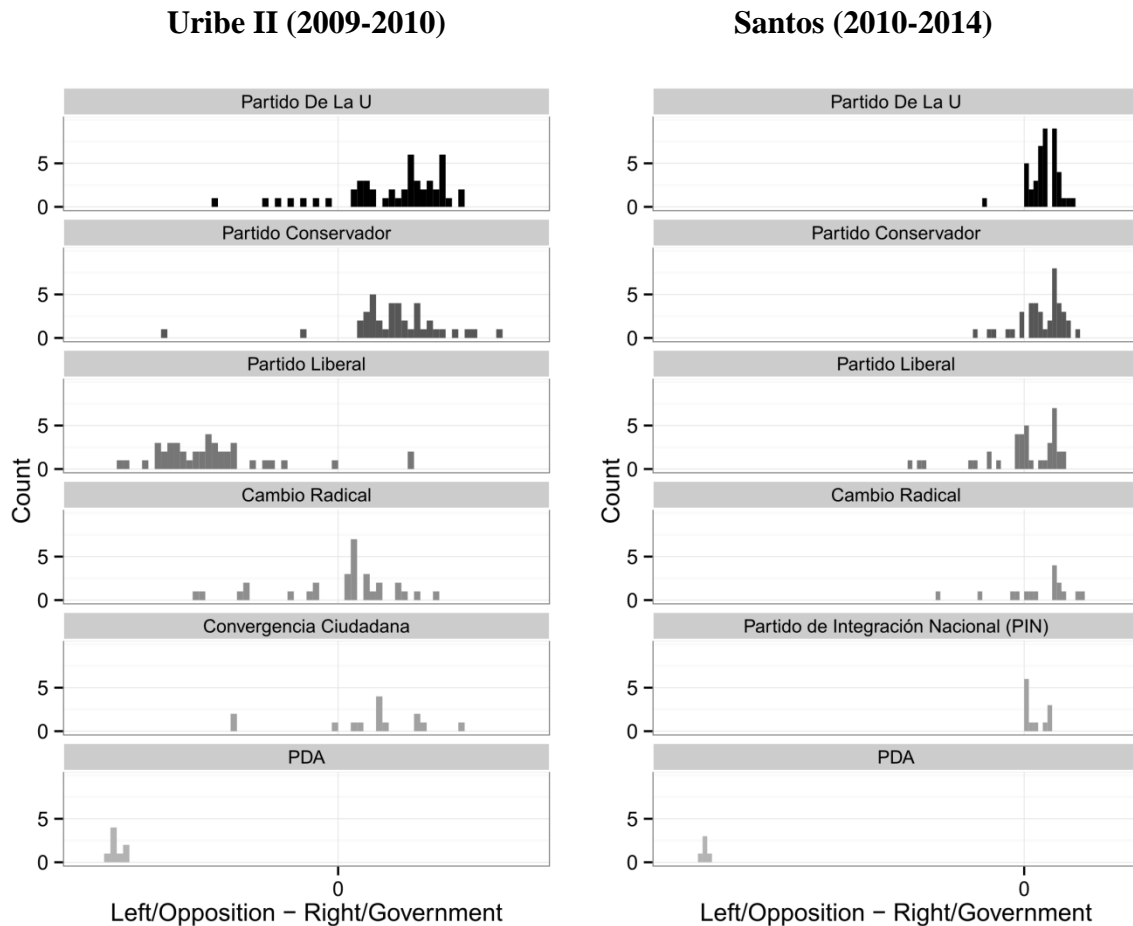 Uribe II (2009-2010)
Santos (2010-2014)
Partido De La U
5
0
Partido Conservador
5
0
Partido Liberal
5
0
Cambio Radical
5
0
Convergencia Ciudadana
5
0
PDA
5
0
Count
0
Left/Opposition − Right/Government
Partido De La U
5
0
Partido Conservador
5
0
Partido Liberal
5
0
Cambio Radical
5
0
Partido de Integración Nacional (PIN)
5
0
PDA
5
0
Count
0
Left/Opposition − Right/Government